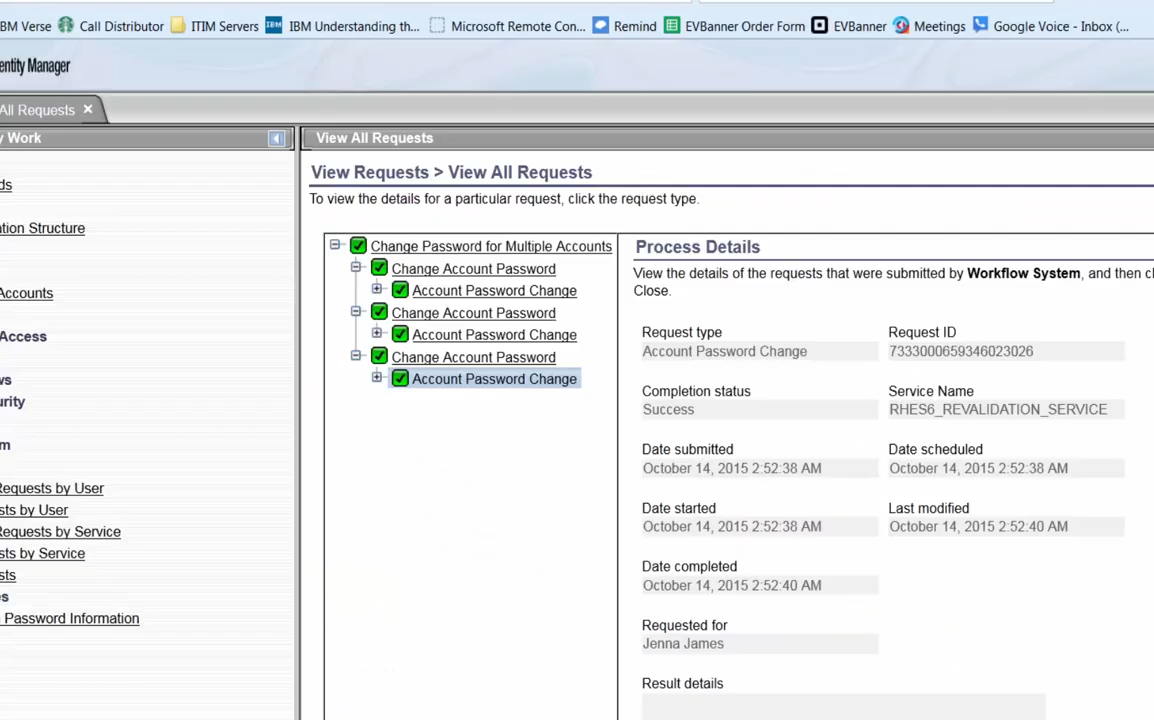 BM Verse Call Distributor ITIM Servers IBM IBM Understanding th... Microsoft Remote Con... Remind EVBanner Order Form EVBanner Meetings Google Voice - Inbox (...
entity Manager
All Requests ×
y Work
View All Requests
ds
tion Structure
Accounts
Access
ws
urity
m
Requests by User
sts by User
Requests by Service
sts by Service
sts
es
Password Information
View Requests > View All Requests
To view the details for a particular request, click the request type.
Change Password for Multiple Accounts
Change Account Password
Account Password Change
Change Account Password
Account Password Change
Change Account Password
Account Password Change
Process Details
View the details of the requests that were submitted by Workflow System, and then cl
Close.
Request type
Account Password Change
Request ID
7333000659346023026
Completion status
Success
Service Name
RHES6_REVALIDATION_SERVICE
Date submitted
October 14, 2015 2:52:38 AM
Date scheduled
October 14, 2015 2:52:38 AM
Date started
October 14, 2015 2:52:38 AM
Last modified
October 14, 2015 2:52:40 AM
Date completed
October 14, 2015 2:52:40 AM
Requested for
Jenna James
Result details